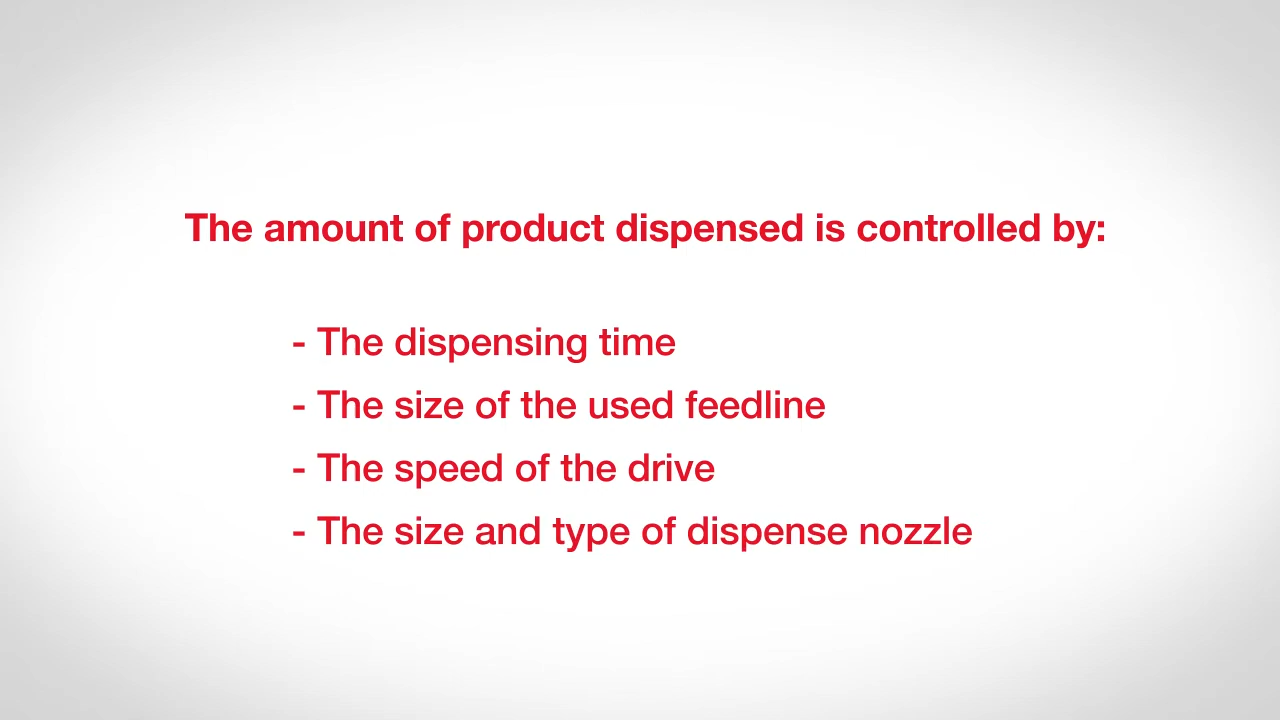 The amount of product dispensed is controlled by:
- The dispensing time
- The size of the used feedline
- The speed of the drive
- The size and type of dispense nozzle